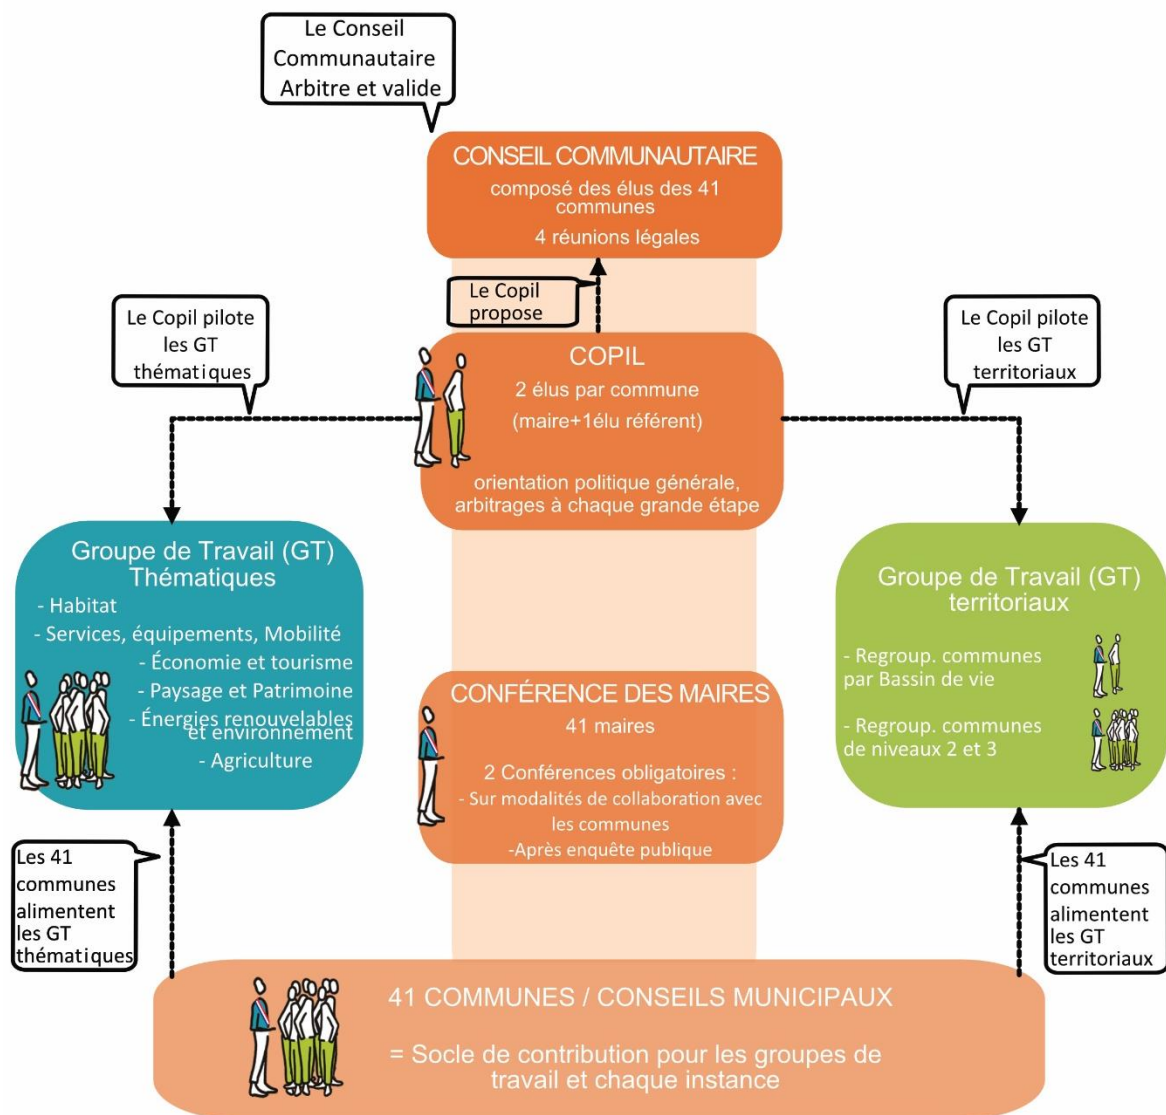 Le Conseil
Communautaire
Arbitre et valide
CONSEIL COMMUNAUTAIRE
composé des élus des 41
communes
4 réunions légales
Le Copil
propose
Le Copil pilote
les GT
thématiques
Le Copil pilote
les GT
territoriaux
COPIL
2 élus par commune
(maire+1élu référent)
orientation politique générale,
arbitrages à chaque grande étape
Groupe de Travail (GT)
Thématiques
- Habitat
- Services, équipements, Mobilité
- Économie et tourisme
- Paysage et Patrimoine
- Énergies renouvelables
et environnement
- Agriculture
Groupe de Travail (GT)
territoriaux
- Regroup. communes
par Bassin de vie
- Regroup. communes
de niveaux 2 et 3
CONFÉRENCE DES MAIRES
41 maires
2 Conférences obligatoires :
- Sur modalités de collaboration avec
les communes
-Après enquête publique
Les 41
communes
alimentent
les GT
thématiques
Les 41
communes
alimentent
les GT
territoriaux
41 COMMUNES / CONSEILS MUNICIPAUX
= Socle de contribution pour les groupes de
travail et chaque instance